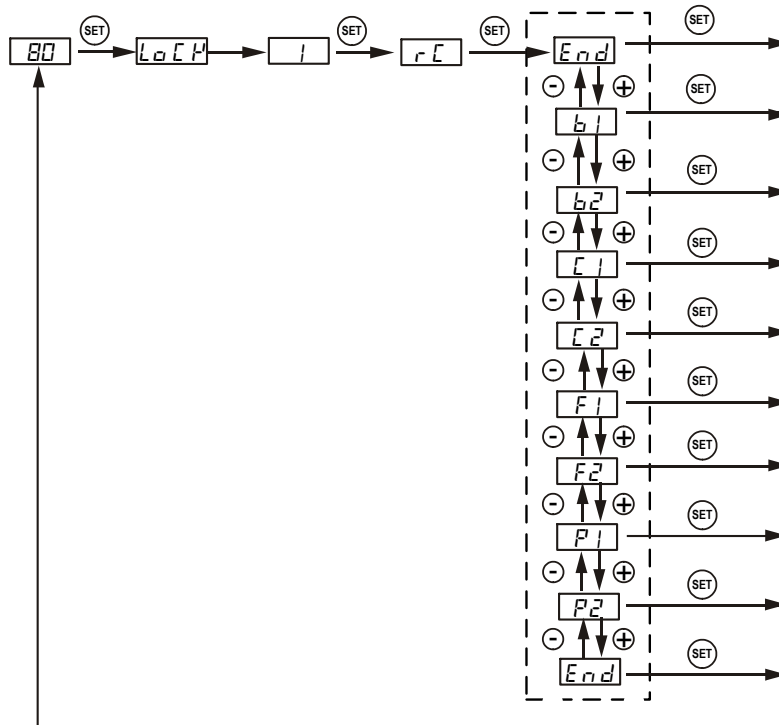 80 SET LoCK 1 SET rC SET End SET
- +
b1 SET
- +
b2 SET
- +
C1 SET
- +
C2 SET
- +
F1 SET
- +
F2 SET
- +
P1 SET
- +
P2 SET
- +
End SET